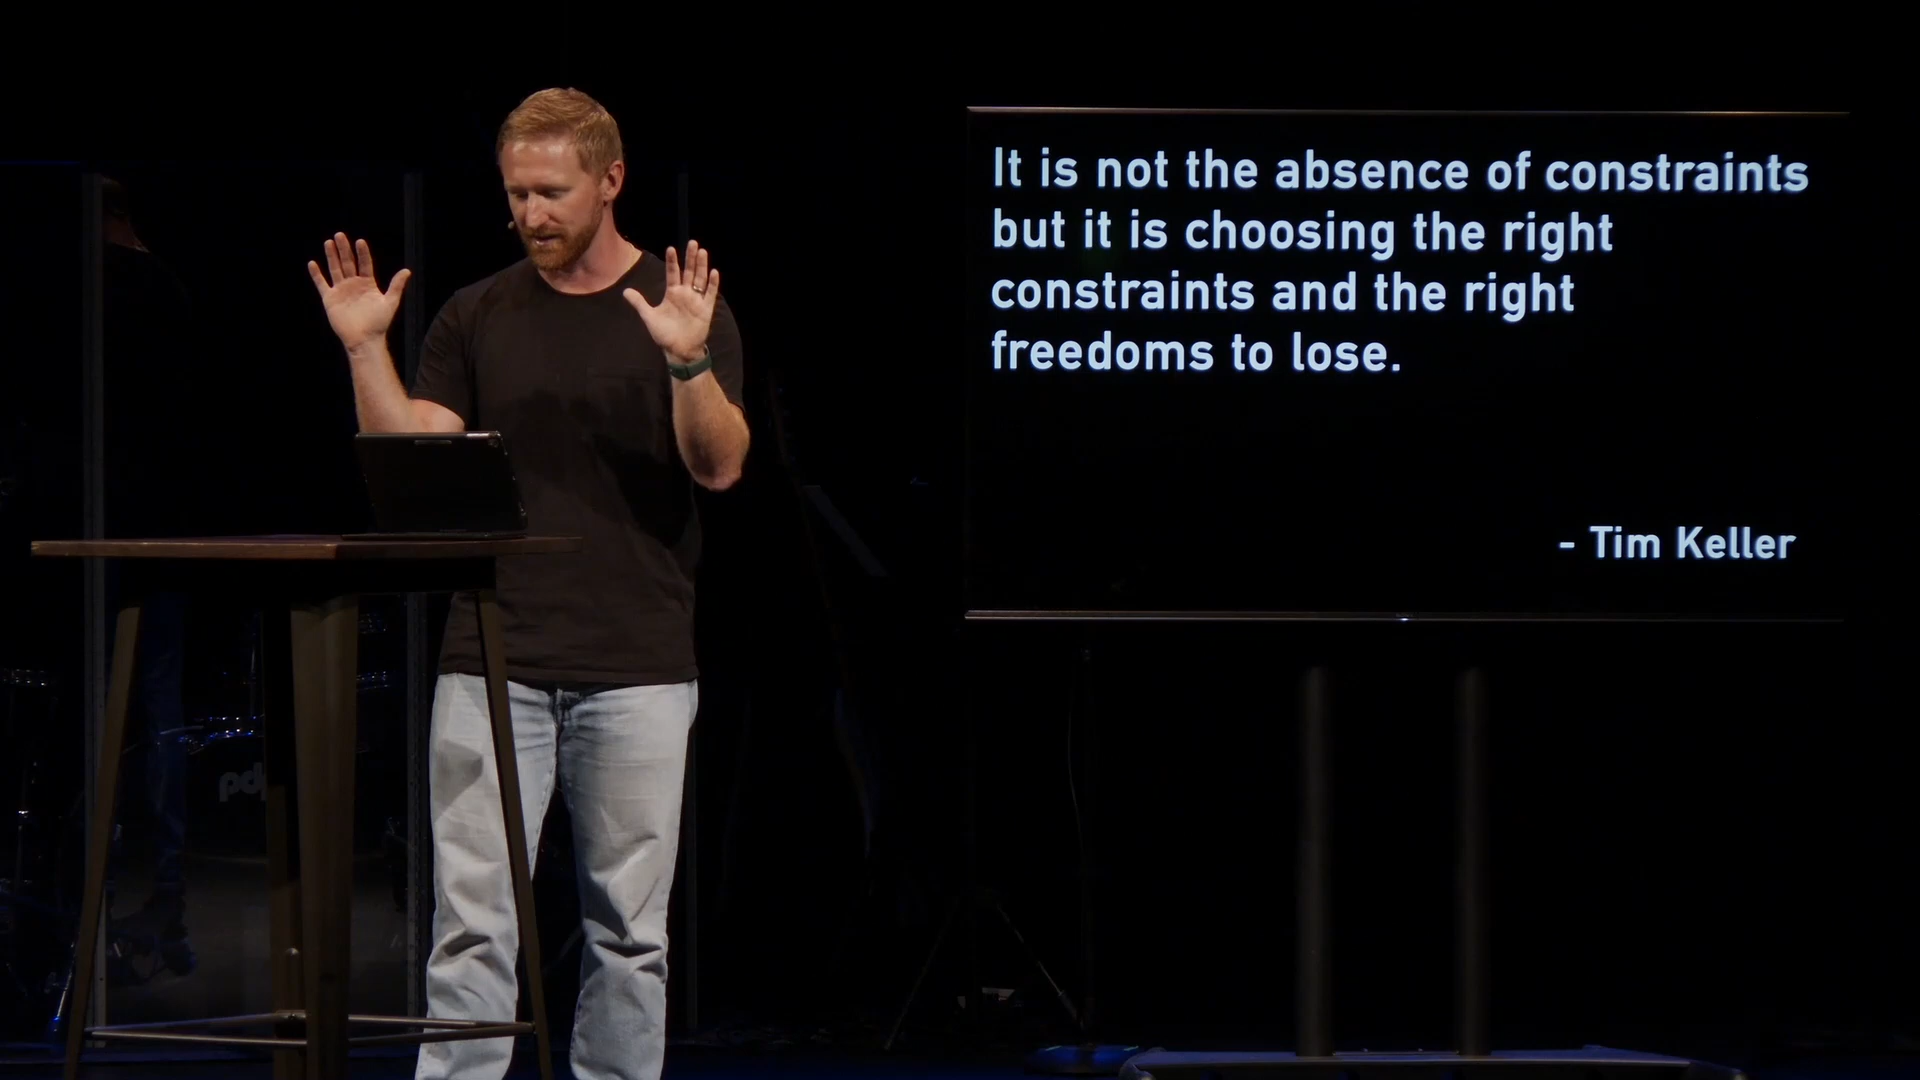 It is not the absence of constraints
but it is choosing the right
constraints and the right
freedoms to lose.
- Tim Keller